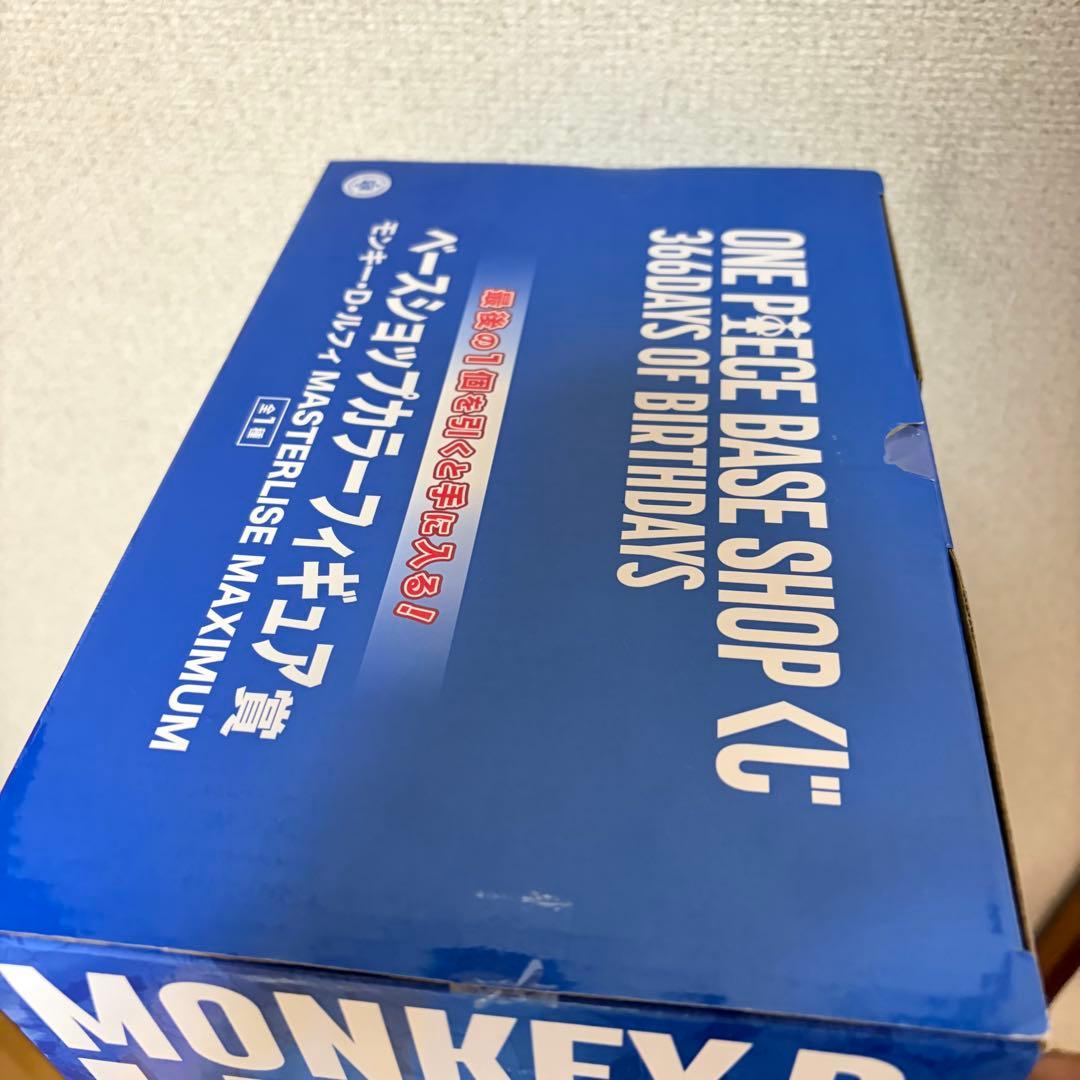 ONE PIECE BASE SHOP くじ
366DAYS OF BIRTHDAYS
最後の1個を引くと手に入る!
ベースショップカラーフィギュア賞
モンキー・D・ルフィ MASTERLISE MAXIMUM
全1種
MONKEY.D